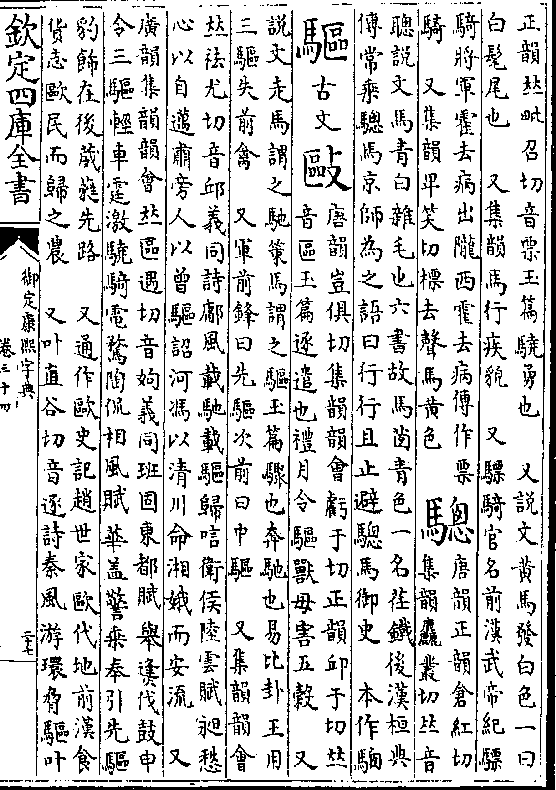 正韻𠀤毗召切音票玉篇驍勇也　又說文黃馬發白色一曰
白髦尾也　又集韻馬行疾貌　又驃騎官名前漢武帝紀驃
騎將軍霍去病出隴西霍去病傳作票
騎　又集韻毕笑切標去聲馬黃色　驄唐韻正韻倉紅切集韻麤叢切𠀤音
聰說文馬青白雜毛也六書故馬蔥青色一名茬鐵後漢桓典
傳常乘驄馬京師為之語曰行行且止避驄馬御史　本作騘
驅古文敺唐韻豈俱切集韻韻會虧于切正韻丘于切𠀤音區玉篇逐遣也禮月令驅獸毋害五穀　又
說文走馬謂之馳策馬謂之驅玉篇驟也奔馳也易比卦王用
三驅失前禽　又軍前鋒曰先驅次前曰中驅　又集韻韻會
𠀤祛尤切音邱義同詩鄘風載馳載驅歸唁衛侯陸雲賦昶愁
心以自邁肅旁人以曾驅詔河馮以清川命湘娥而安流　又
廣韻集韻韻會𠀤區遇切音姁義同班固東都賦舉烽伐鼓申
令三驅輕車霆激驍騎電騖陶侃相風賦華蓋警乘奉引先驅
豹飾在後葳蕤先路　又通作歐史記趙世家歐代地前漢食
貨志歐民而歸之農　又叶直谷切音逐詩秦風游環脅驅叶
欽定四庫全書
御定康熙字典
卷三十四
二十七